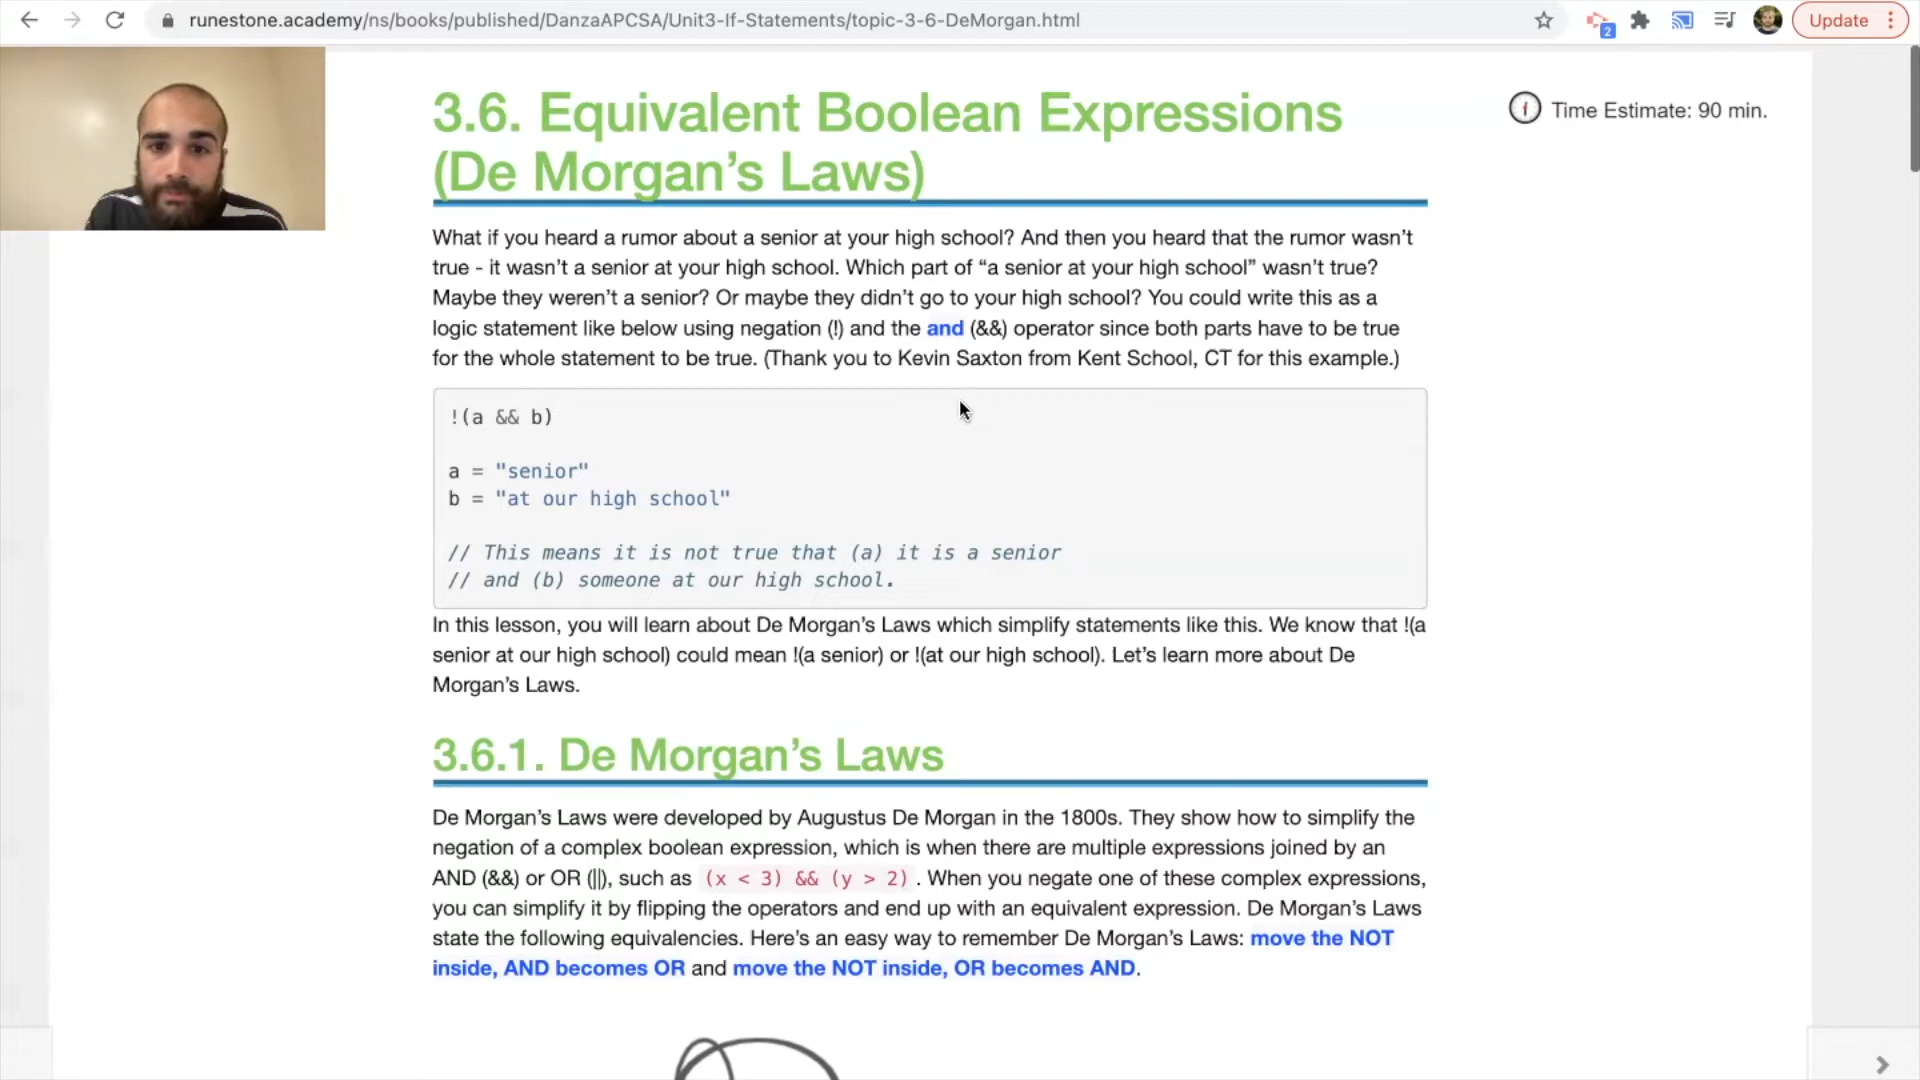 runestone.academy/ns/books/published/DanzaAPCSA/Unit3-If-Statements/topic-3-6-DeMorgan.html
2
Update
3.6. Equivalent Boolean Expressions
(De Morgan’s Laws)
Time Estimate: 90 min.
What if you heard a rumor about a senior at your high school? And then you heard that the rumor wasn’t
true - it wasn’t a senior at your high school. Which part of “a senior at your high school” wasn’t true?
Maybe they weren’t a senior? Or maybe they didn’t go to your high school? You could write this as a
logic statement like below using negation (!) and the and (&&) operator since both parts have to be true
for the whole statement to be true. (Thank you to Kevin Saxton from Kent School, CT for this example.)
!(a && b)
a = "senior"
b = "at our high school"
// This means it is not true that (a) it is a senior
// and (b) someone at our high school.
In this lesson, you will learn about De Morgan’s Laws which simplify statements like this. We know that !(a
senior at our high school) could mean !(a senior) or !(at our high school). Let’s learn more about De
Morgan’s Laws.
3.6.1. De Morgan’s Laws
De Morgan’s Laws were developed by Augustus De Morgan in the 1800s. They show how to simplify the
negation of a complex boolean expression, which is when there are multiple expressions joined by an
AND (&&) or OR (||), such as (x < 3) && (y > 2) . When you negate one of these complex expressions,
you can simplify it by flipping the operators and end up with an equivalent expression. De Morgan’s Laws
state the following equivalencies. Here’s an easy way to remember De Morgan’s Laws: move the NOT
inside, AND becomes OR and move the NOT inside, OR becomes AND.